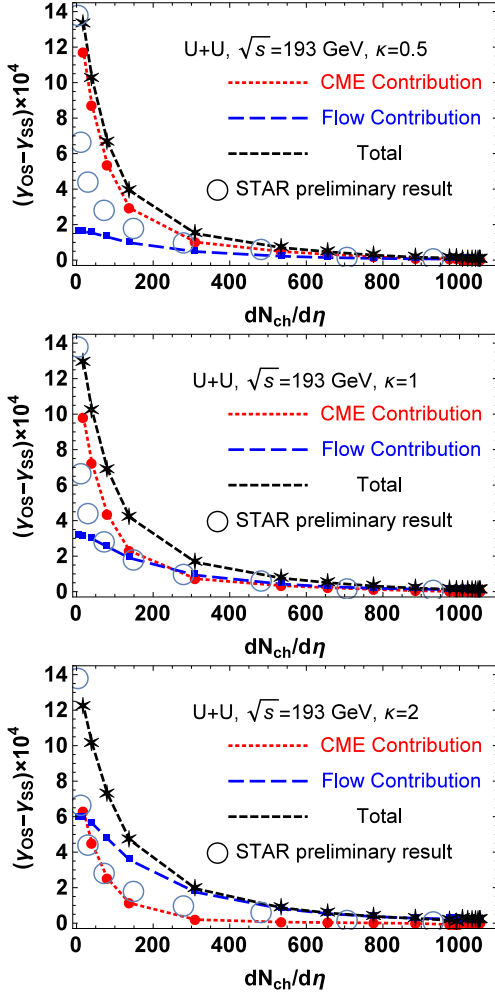 14
12
10
8
6
4
2
0
(γOS−γSS)×10⁴
U+U, √s=193 GeV, κ=0.5
CME Contribution
Flow Contribution
Total
STAR preliminary result
0 200 400 600 800 1000
dNch/dη
14
12
10
8
6
4
2
0
(γOS−γSS)×10⁴
U+U, √s=193 GeV, κ=1
CME Contribution
Flow Contribution
Total
STAR preliminary result
0 200 400 600 800 1000
dNch/dη
14
12
10
8
6
4
2
0
(γOS−γSS)×10⁴
U+U, √s=193 GeV, κ=2
CME Contribution
Flow Contribution
Total
STAR preliminary result
0 200 400 600 800 1000
dNch/dη